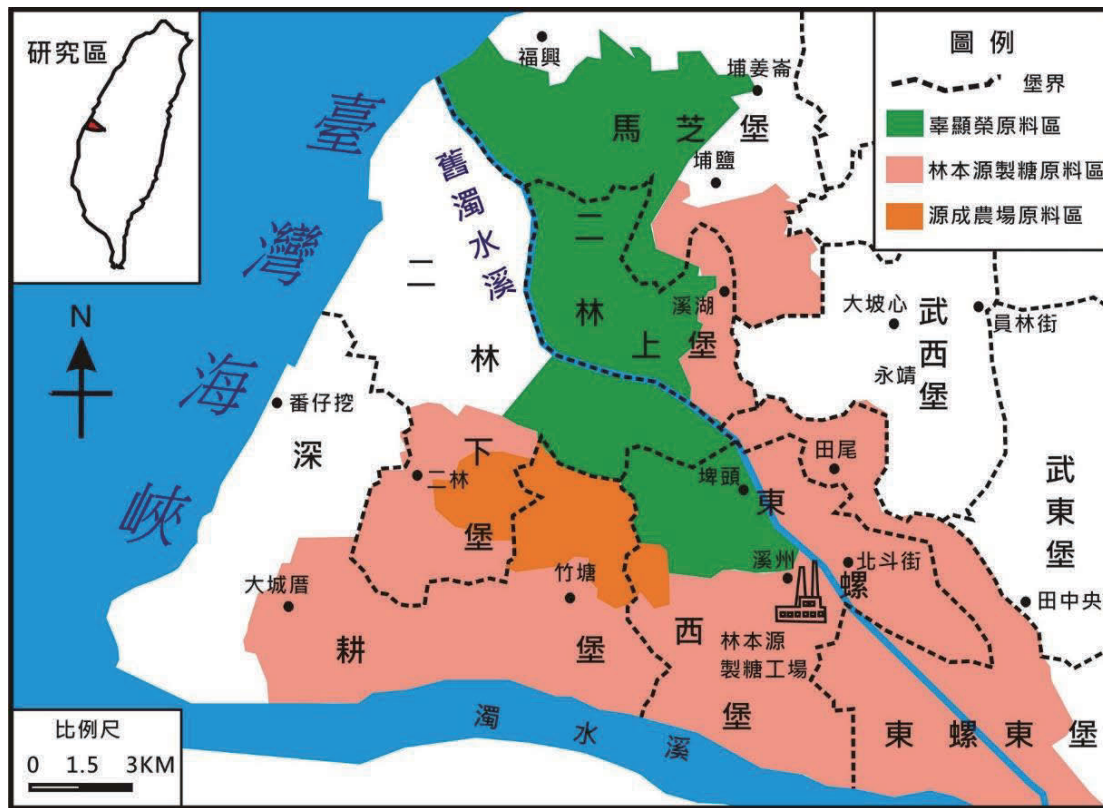 研究區
圖例
堡界
辜顯榮原料區
林本源製糖原料區
源成農場原料區
臺灣海峽
舊濁水溪
福興
埔姜崙
馬芝堡
埔鹽
二林上堡
溪湖
大坡心
武西堡
員林街
永靖
N
番仔挖
二林下堡
二林
深耕堡
田尾
埤頭
武東堡
東螺西堡
溪州
北斗街
大城厝
竹塘
田中央
林本源
製糖工場
東螺東堡
濁水溪
比例尺
0 1.5 3KM